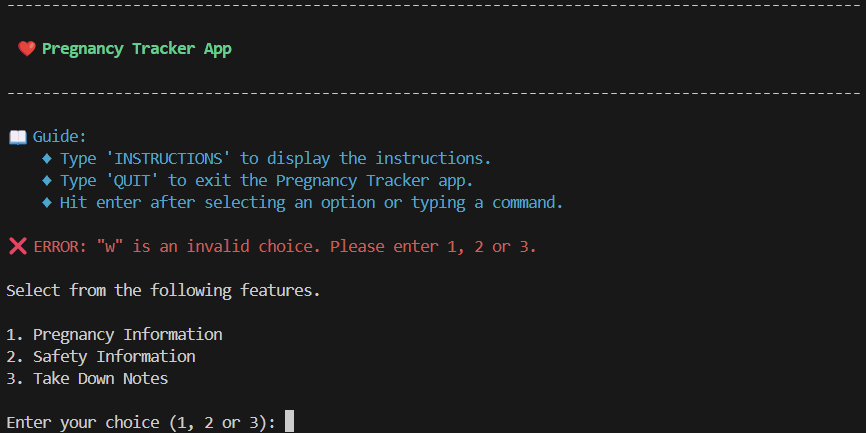 -----------------------------------------------------------------------------------------------
❤️ Pregnancy Tracker App
-----------------------------------------------------------------------------------------------
📖 Guide:
♦ Type 'INSTRUCTIONS' to display the instructions.
♦ Type 'QUIT' to exit the Pregnancy Tracker app.
♦ Hit enter after selecting an option or typing a command.
❌ ERROR: "w" is an invalid choice. Please enter 1, 2 or 3.
Select from the following features.
1. Pregnancy Information
2. Safety Information
3. Take Down Notes
Enter your choice (1, 2 or 3):